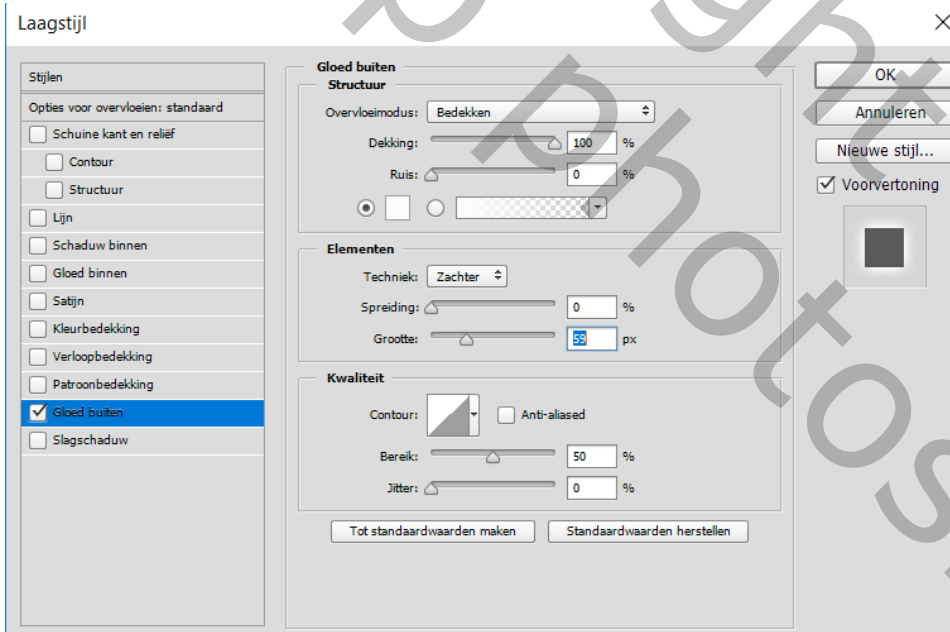 Laagstijl
Stijlen
Opties voor overvloeien: standaard
Schuine kant en reliëf
Contour
Structuur
Lijn
Schaduw binnen
Gloed binnen
Satijn
Kleurbedekking
Verloopbedekking
Patroonbedekking
Gloed buiten
Slagschaduw
Gloed buiten
Structuur
Overvloeimodus: Bedekken
Dekking: 100 %
Ruis: 0 %
Elementen
Techniek: Zachter
Spreiding: 0 %
Grootte: 59 px
Kwaliteit
Contour: Anti-aliased
Bereik: 50 %
Jitter: 0 %
Tot standaardwaarden maken Standaardwaarden herstellen
OK
Annuleren
Nieuwe stijl...
Voorvertoning